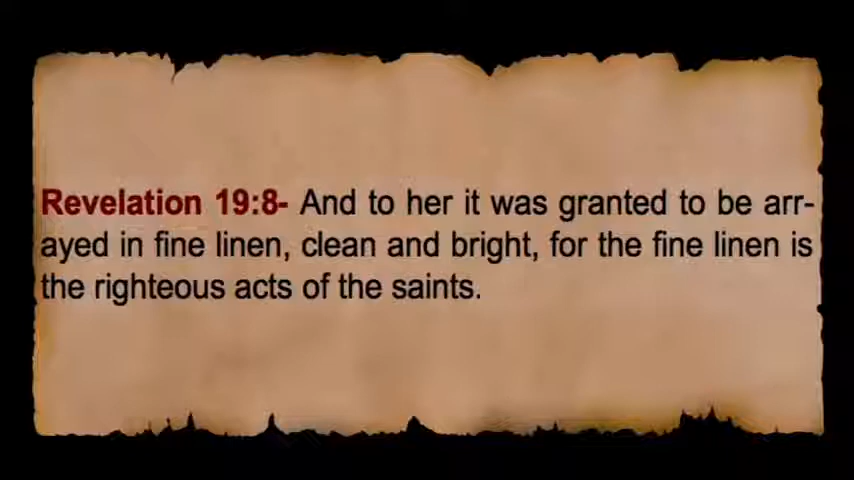 Revelation 19:8- And to her it was granted to be arr-
ayed in fine linen, clean and bright, for the fine linen is
the righteous acts of the saints.